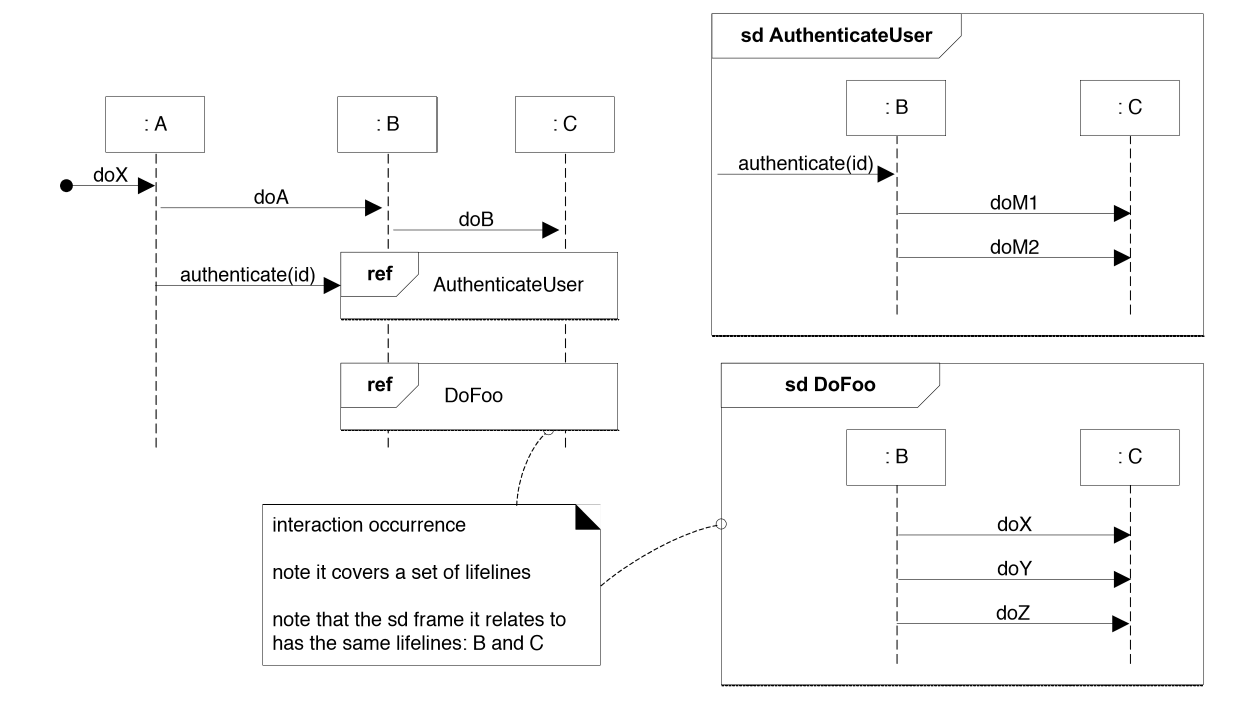 : A
: B
: C
doX
doA
doB
authenticate(id)
ref
AuthenticateUser
ref
DoFoo
interaction occurrence
note it covers a set of lifelines
note that the sd frame it relates to
has the same lifelines: B and C
sd AuthenticateUser
: B
: C
authenticate(id)
doM1
doM2
sd DoFoo
: B
: C
doX
doY
doZ